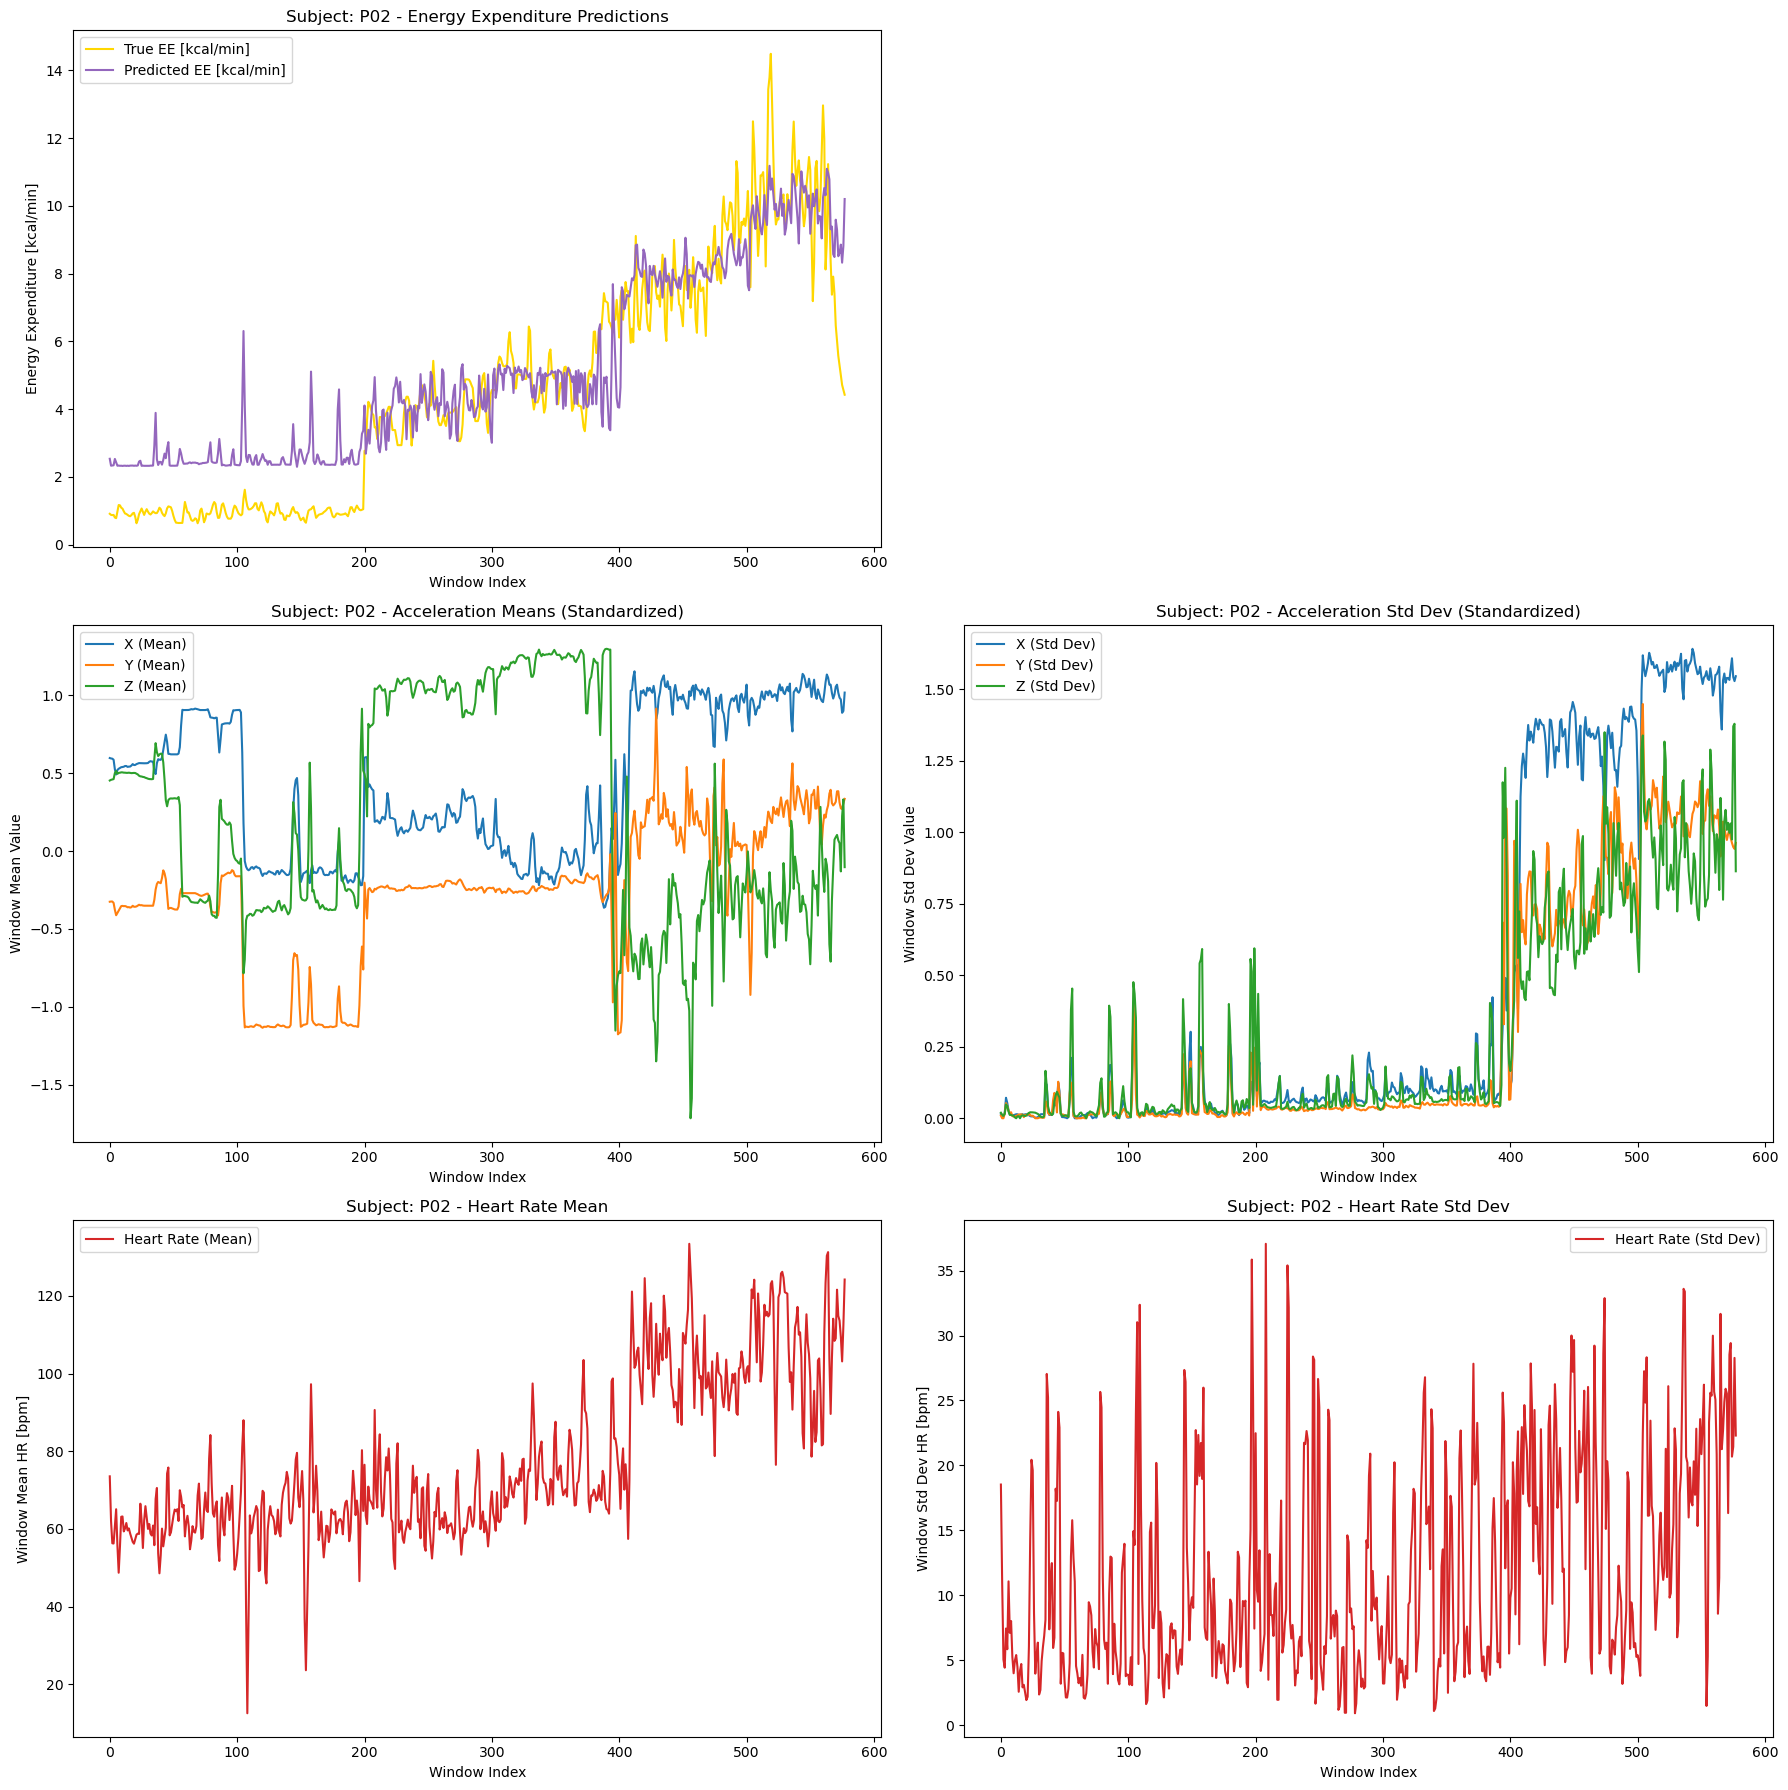 Subject: P02 - Energy Expenditure Predictions
True EE [kcal/min]
Predicted EE [kcal/min]
Energy Expenditure [kcal/min]
14
12
10
8
6
4
2
0
0 100 200 300 400 500 600
Window Index
Subject: P02 - Acceleration Means (Standardized)
X (Mean)
Y (Mean)
Z (Mean)
Window Mean Value
1.0
0.5
0.0
−0.5
−1.0
−1.5
0 100 200 300 400 500 600
Window Index
Subject: P02 - Acceleration Std Dev (Standardized)
X (Std Dev)
Y (Std Dev)
Z (Std Dev)
Window Std Dev Value
1.50
1.25
1.00
0.75
0.50
0.25
0.00
0 100 200 300 400 500 600
Window Index
Subject: P02 - Heart Rate Mean
Heart Rate (Mean)
Window Mean HR [bpm]
120
100
80
60
40
20
0 100 200 300 400 500 600
Window Index
Subject: P02 - Heart Rate Std Dev
Heart Rate (Std Dev)
Window Std Dev HR [bpm]
35
30
25
20
15
10
5
0
0 100 200 300 400 500 600
Window Index